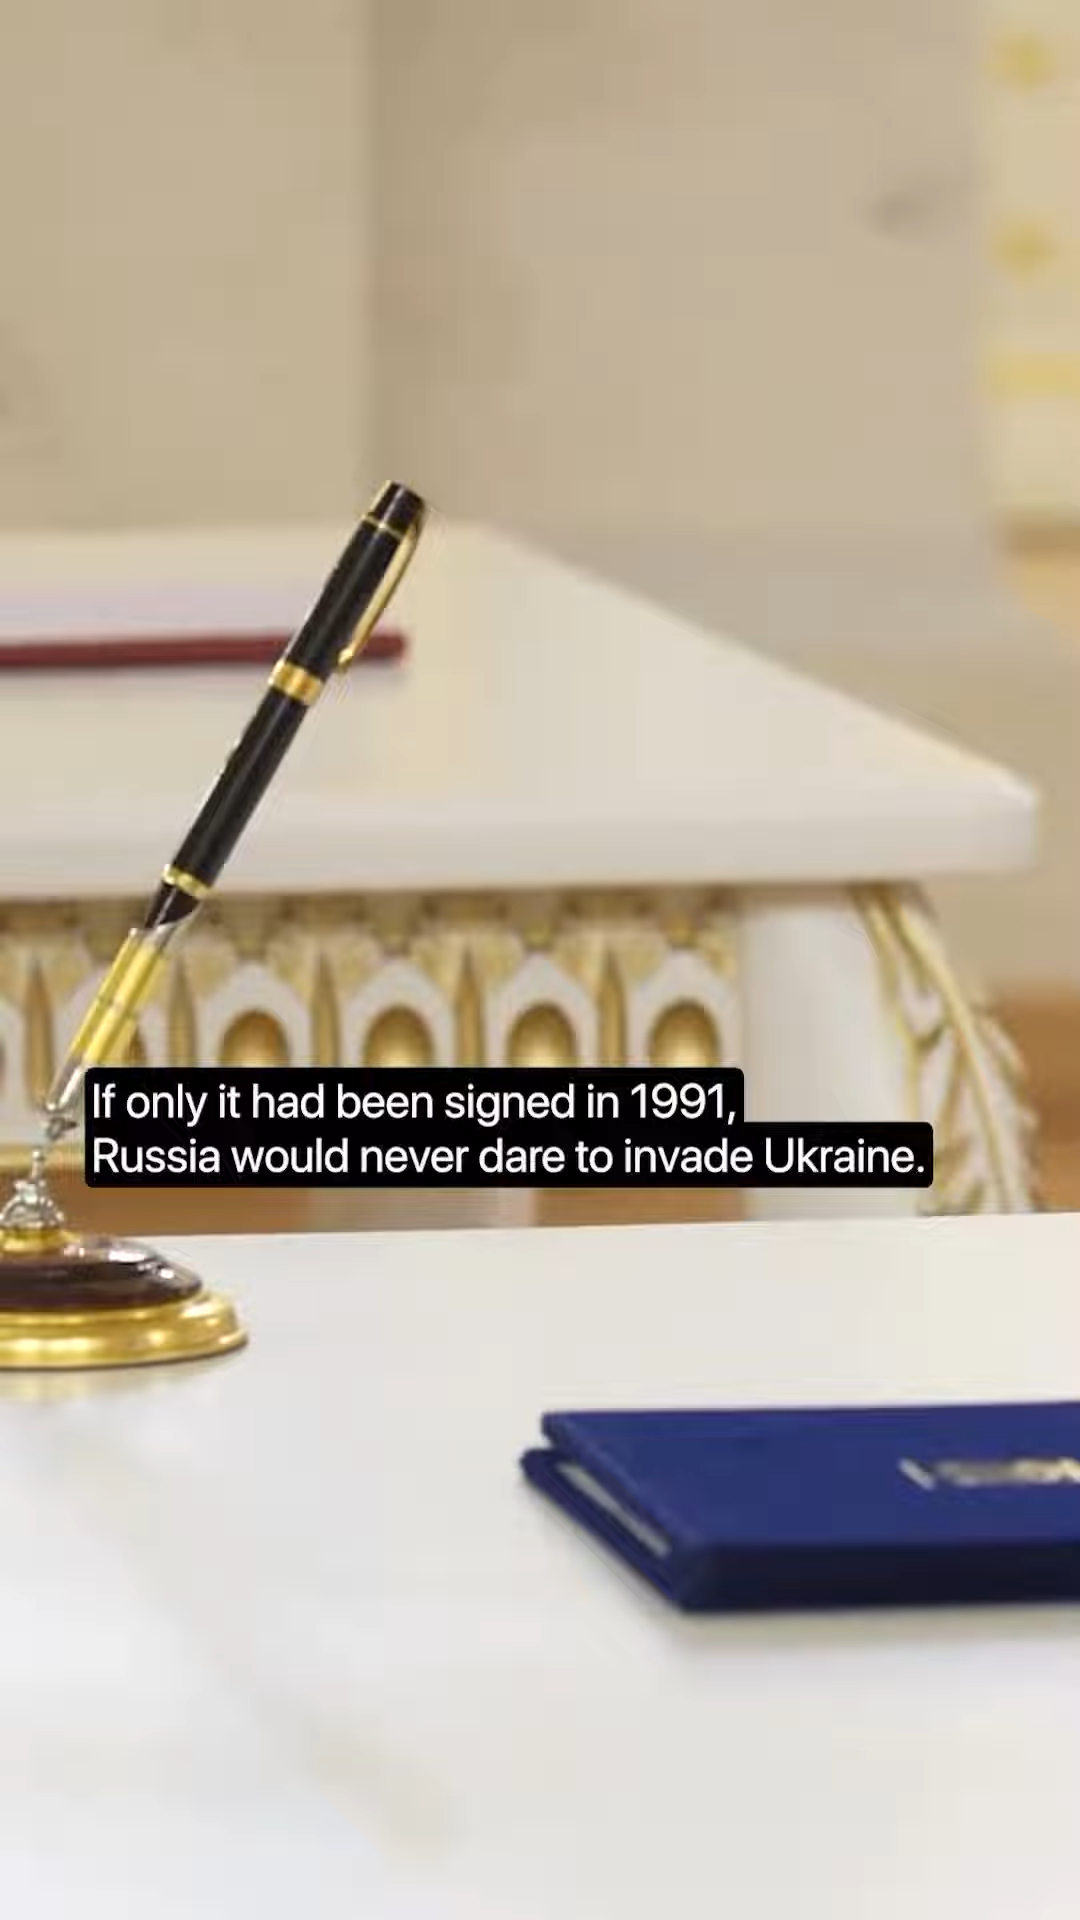 If only it had been signed in 1991,
Russia would never dare to invade Ukraine.